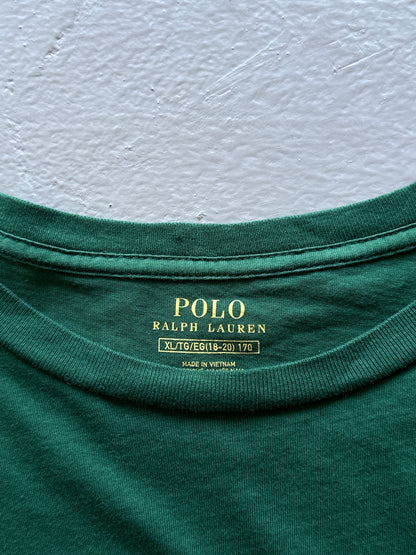 POLO
RALPH LAUREN
XL/TG/EG(18-20) 170
MADE IN VIETNAM